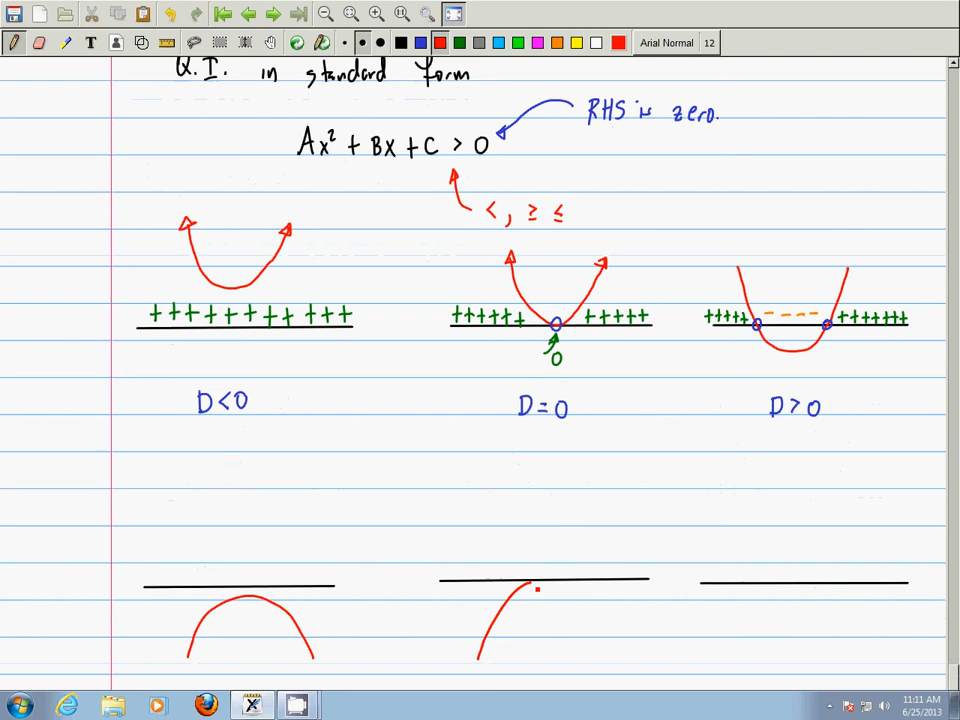 Arial Normal 12
Q.I. in standard form
RHS is zero.
Ax² + Bx + C > 0
<, ≥ ≤
+++++++++++
+++++ +++++
+++++ ---- ++++++
0
D < 0
D = 0
D > 0
11:11 AM
6/25/2013